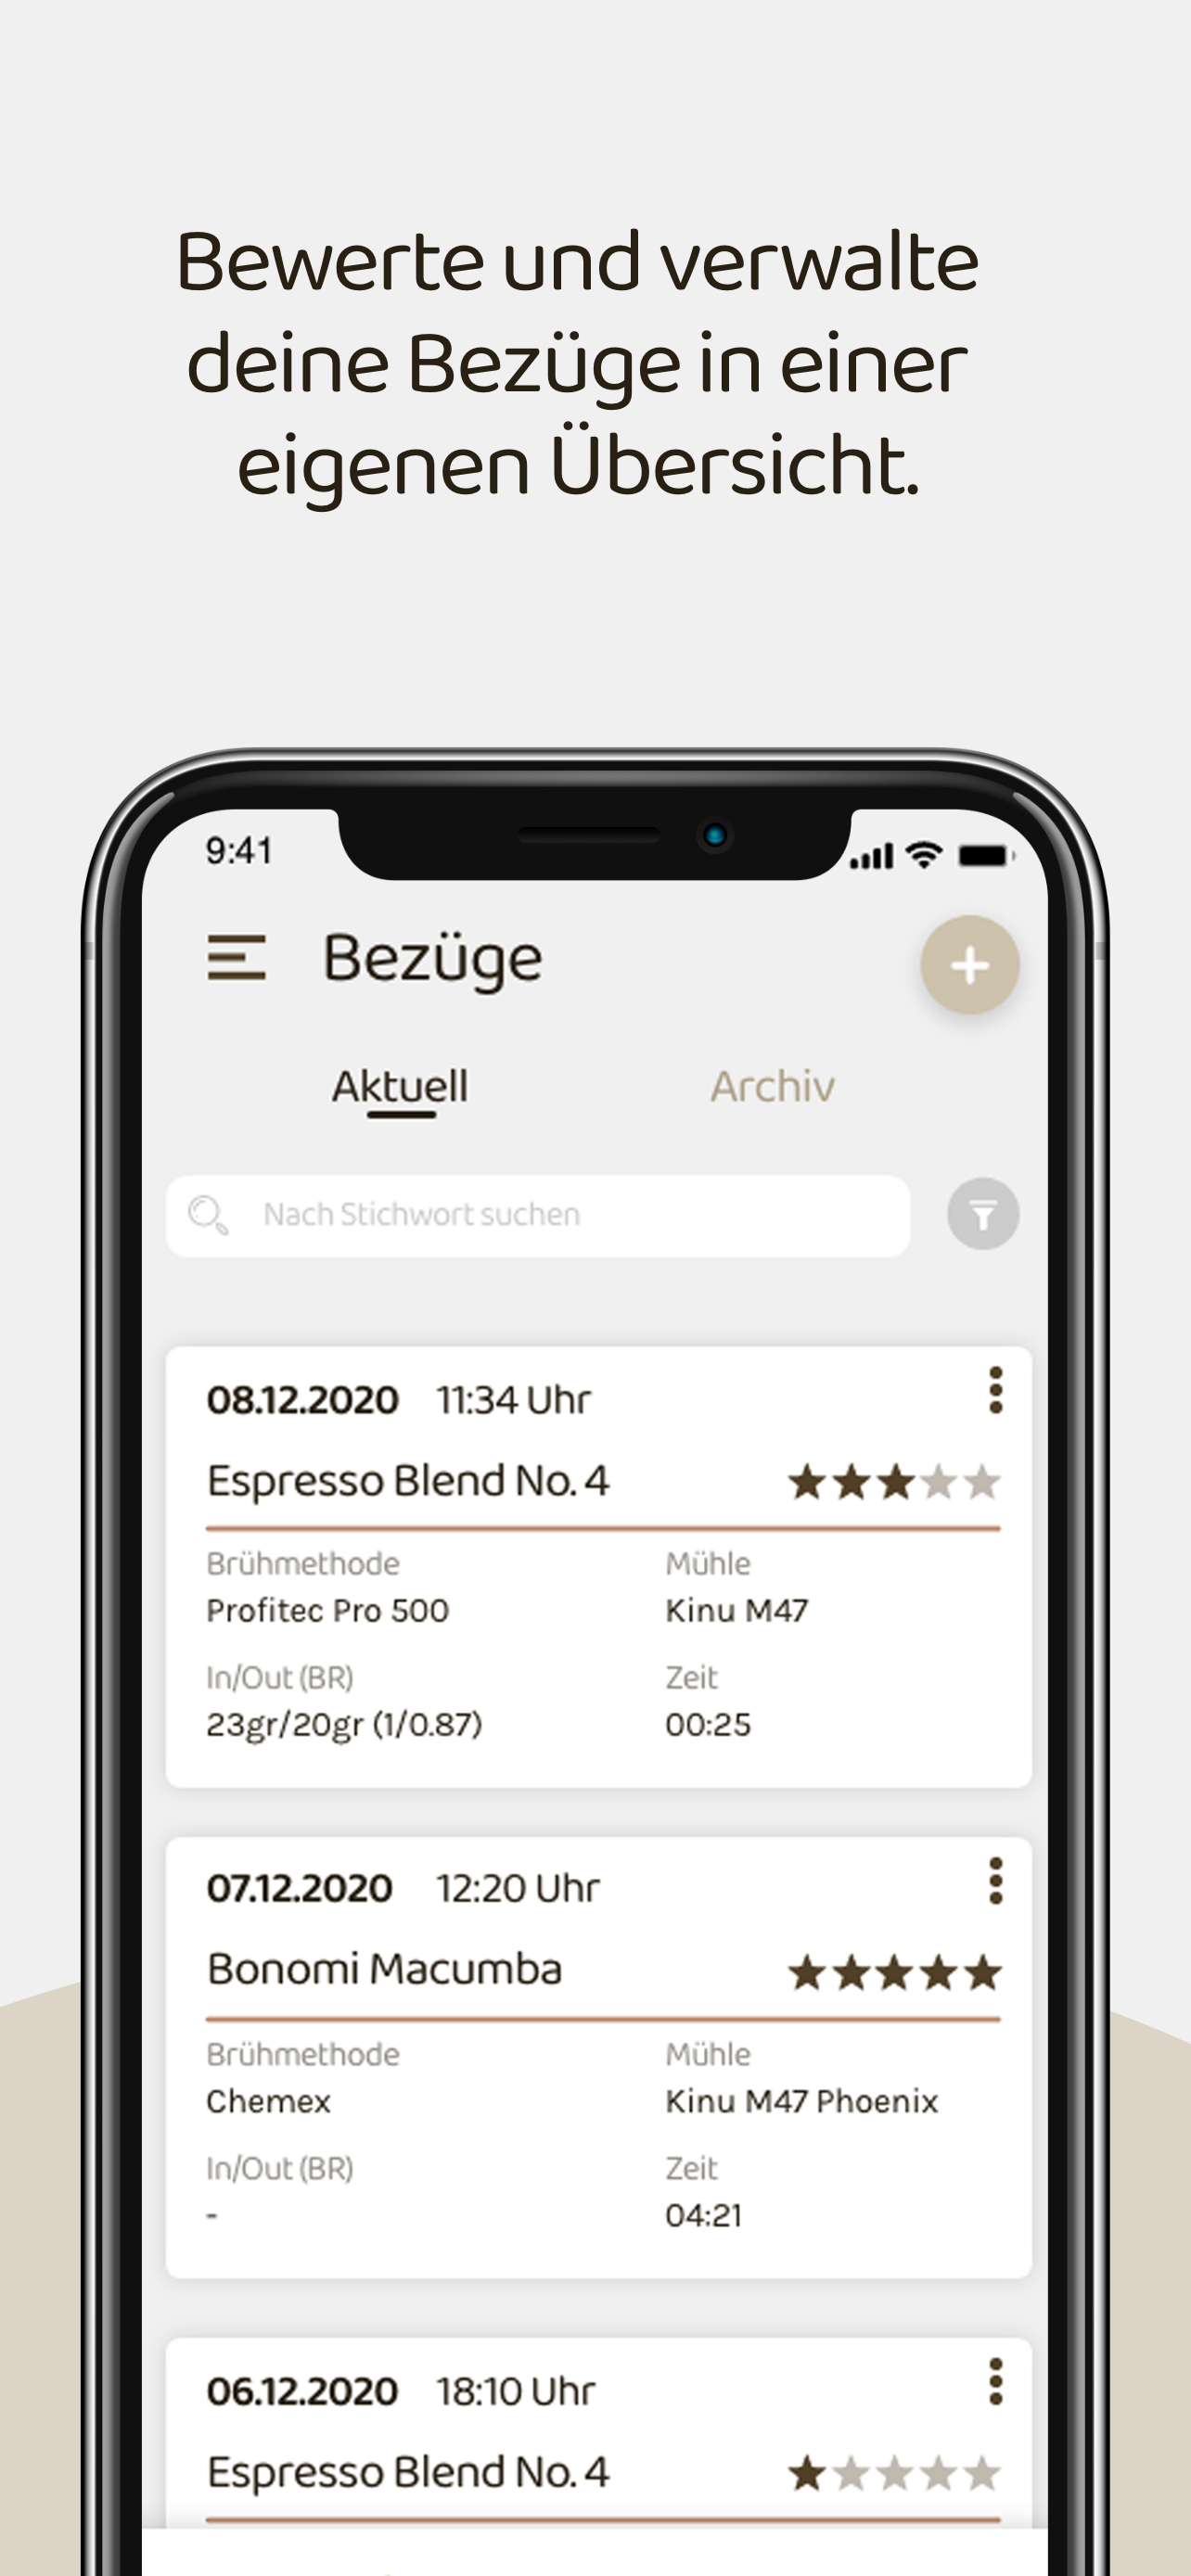 Bewerte und verwalte
deine Bezüge in einer
eigenen Übersicht.
9:41
Bezüge
Aktuell Archiv
Nach Stichwort suchen
08.12.2020 11:34 Uhr
Espresso Blend No. 4
Brühmethode Mühle
Profitec Pro 500 Kinu M47
In/Out (BR) Zeit
23gr/20gr (1/0.87) 00:25
07.12.2020 12:20 Uhr
Bonomi Macumba
Brühmethode Mühle
Chemex Kinu M47 Phoenix
In/Out (BR) Zeit
- 04:21
06.12.2020 18:10 Uhr
Espresso Blend No. 4